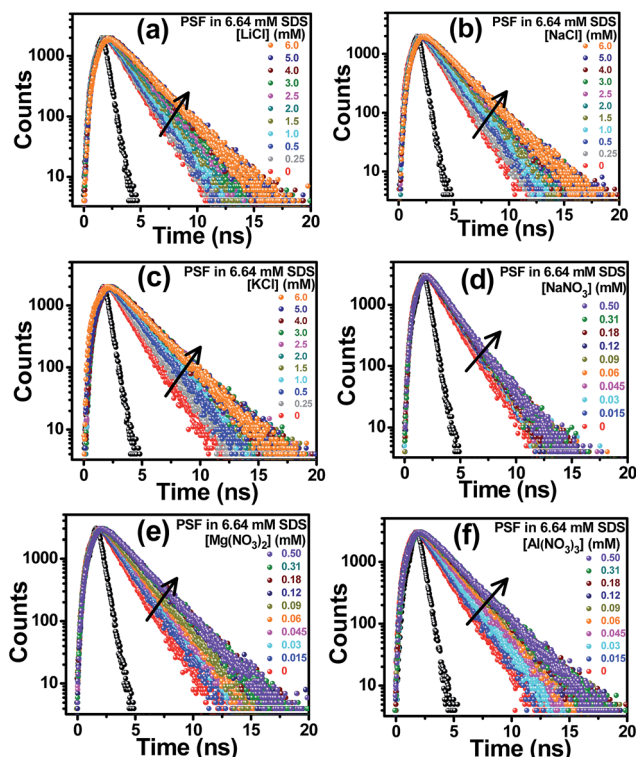 (a)
PSF in 6.64 mM SDS
[LiCl] (mM)
6.0
5.0
4.0
3.0
2.5
2.0
1.5
1.0
0.5
0.25
0
1000
100
10
Counts
0 5 10 15 20
Time (ns)
(b)
PSF in 6.64 mM SDS
[NaCl] (mM)
6.0
5.0
4.0
3.0
2.5
2.0
1.5
1.0
0.5
0.25
0
1000
100
10
Counts
0 5 10 15 20
Time (ns)
(c)
PSF in 6.64 mM SDS
[KCl] (mM)
6.0
5.0
4.0
3.0
2.5
2.0
1.5
1.0
0.5
0.25
0
1000
100
10
Counts
0 5 10 15 20
Time (ns)
(d)
PSF in 6.64 mM SDS
[NaNO₃] (mM)
0.50
0.31
0.18
0.12
0.09
0.06
0.045
0.03
0.015
0
1000
100
10
Counts
0 5 10 15 20
Time (ns)
(e)
PSF in 6.64 mM SDS
[Mg(NO₃)₂] (mM)
0.50
0.31
0.18
0.12
0.09
0.06
0.045
0.03
0.015
0
1000
100
10
Counts
0 5 10 15 20
Time (ns)
(f)
PSF in 6.64 mM SDS
[Al(NO₃)₃] (mM)
0.50
0.31
0.18
0.12
0.09
0.06
0.045
0.03
0.015
0
1000
100
10
Counts
0 5 10 15 20
Time (ns)